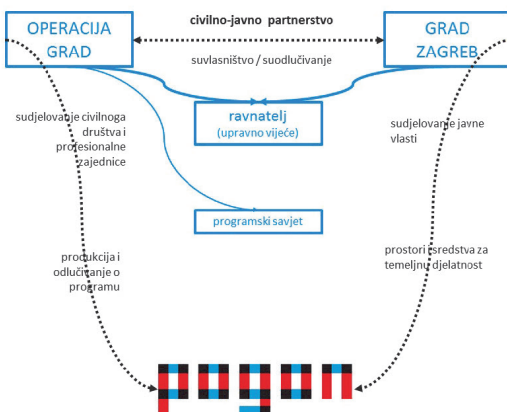 civilno-javno partnerstvo
OPERACIJA
GRAD
GRAD
ZAGREB
suvlasništvo / suodlučivanje
ravnatelj
(upravno vijeće)
sudjelovanje civilnoga
društva i
profesionalne
zajednice
sudjelovanje javne
vlasti
programski savjet
produkcija i
odlučivanje o
programu
prostori i sredstva za
temeljnu djelatnost
pogon